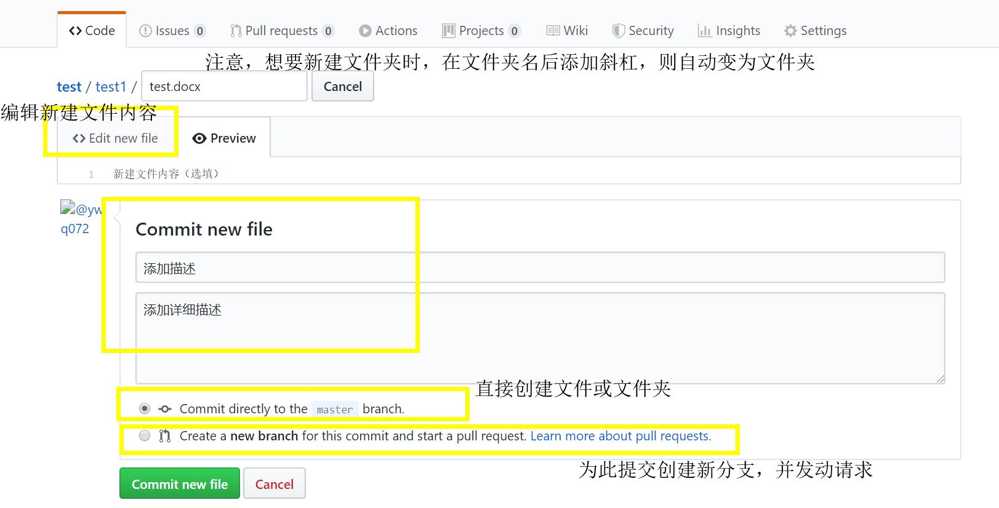 Code Issues 0 Pull requests 0 Actions Projects 0 Wiki Security Insights Settings
注意，想要新建文件夹时，在文件夹名后添加斜杠，则自动变为文件夹
test / test1 / test.docx Cancel
编辑新建文件内容
Edit new file Preview
1 新建文件内容（选填）
@yw
q072
Commit new file
添加描述
添加详细描述
直接创建文件或文件夹
Commit directly to the master branch.
Create a new branch for this commit and start a pull request. Learn more about pull requests.
为此提交创建新分支，并发动请求
Commit new file Cancel